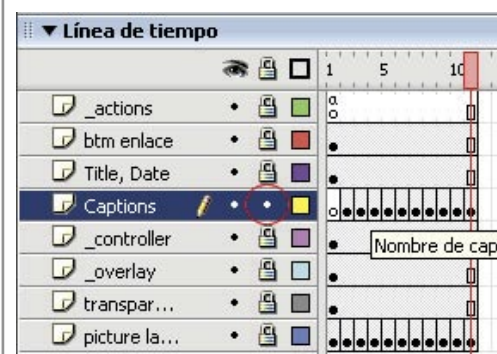 Línea de tiempo
1 5 10
_actions
a
btm enlace
Title, Date
Captions
_controller
Nombre de cap
_overlay
transpar...
picture la...